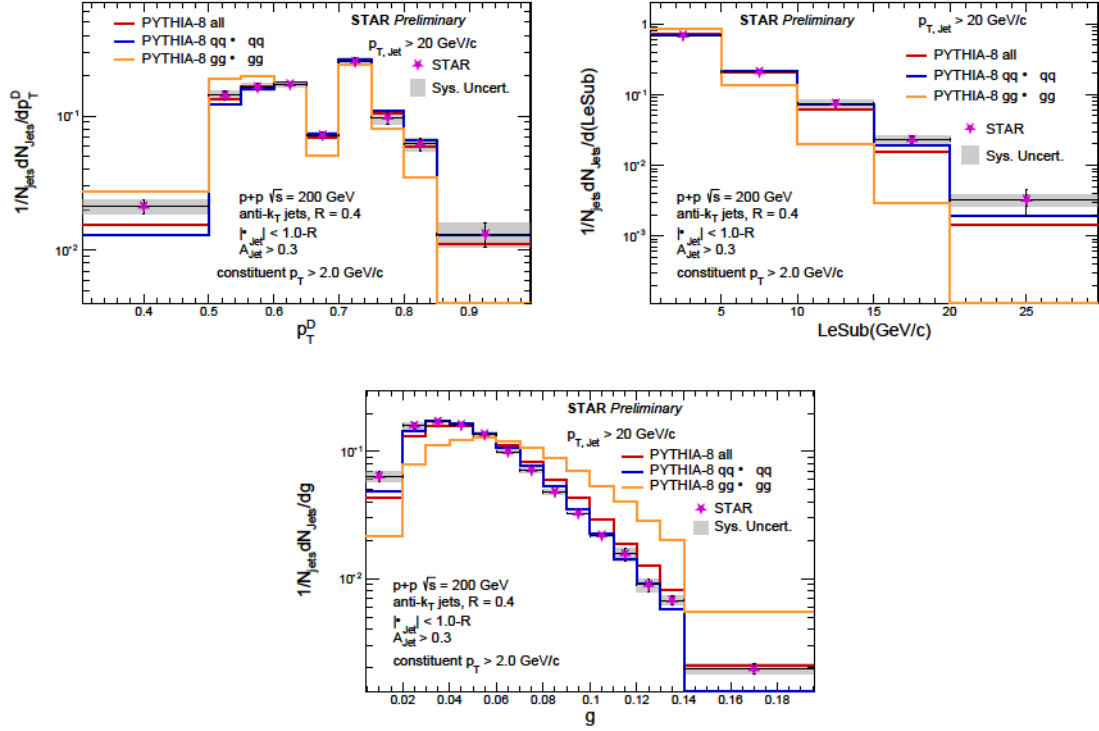 PYTHIA-8 all
PYTHIA-8 qq • qq
PYTHIA-8 gg • gg
STAR Preliminary
p_T, Jet > 20 GeV/c
STAR
Sys. Uncert.
p+p √s = 200 GeV
anti-k_T jets, R = 0.4
|•_Jet| < 1.0-R
A_Jet > 0.3
constituent p_T > 2.0 GeV/c
1/N_jets dN_Jets/dp_T^D
10^-1
10^-2
0.4 0.5 0.6 0.7 0.8 0.9
p_T^D
STAR Preliminary
p_T, Jet > 20 GeV/c
PYTHIA-8 all
PYTHIA-8 qq • qq
PYTHIA-8 gg • gg
STAR
Sys. Uncert.
p+p √s = 200 GeV
anti-k_T jets, R = 0.4
|•_Jet| < 1.0-R
A_Jet > 0.3
constituent p_T > 2.0 GeV/c
1/N_jets dN_Jets/d(LeSub)
1
10^-1
10^-2
10^-3
5 10 15 20 25
LeSub(GeV/c)
STAR Preliminary
p_T, Jet > 20 GeV/c
PYTHIA-8 all
PYTHIA-8 qq • qq
PYTHIA-8 gg • gg
STAR
Sys. Uncert.
p+p √s = 200 GeV
anti-k_T jets, R = 0.4
|•_Jet| < 1.0-R
A_Jet > 0.3
constituent p_T > 2.0 GeV/c
1/N_jets dN_Jets/dg
10^-1
10^-2
0.02 0.04 0.06 0.08 0.1 0.12 0.14 0.16 0.18
g